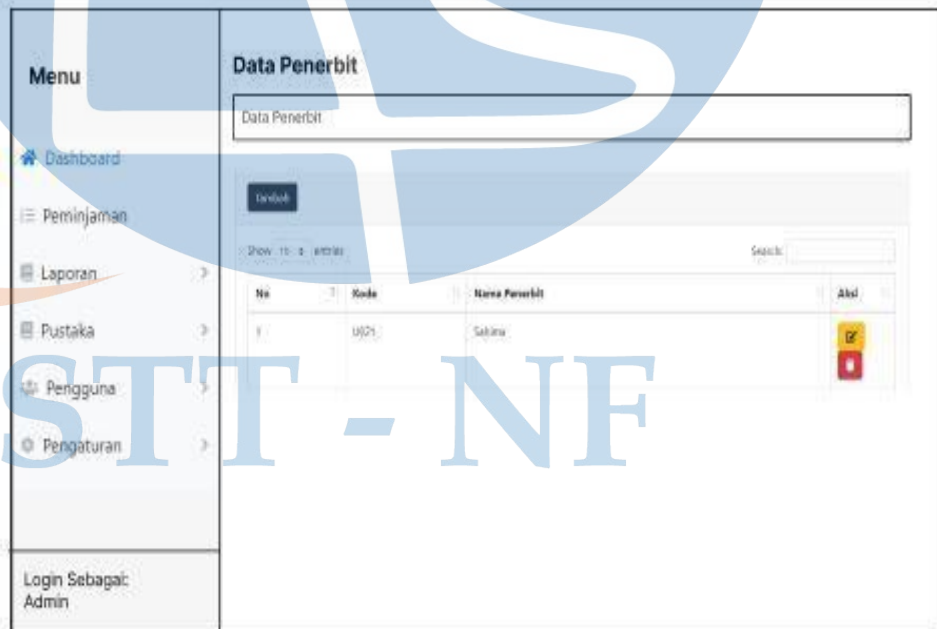 Menu
Dashboard
Peminjaman
Laporan
Pustaka
Pengguna
Pengaturan
Login Sebagai:
Admin
Data Penerbit
Data Penerbit
Tambah
Show 10 entries
Search:
No Kode Nama Penerbit Aksi
1
STT - NF